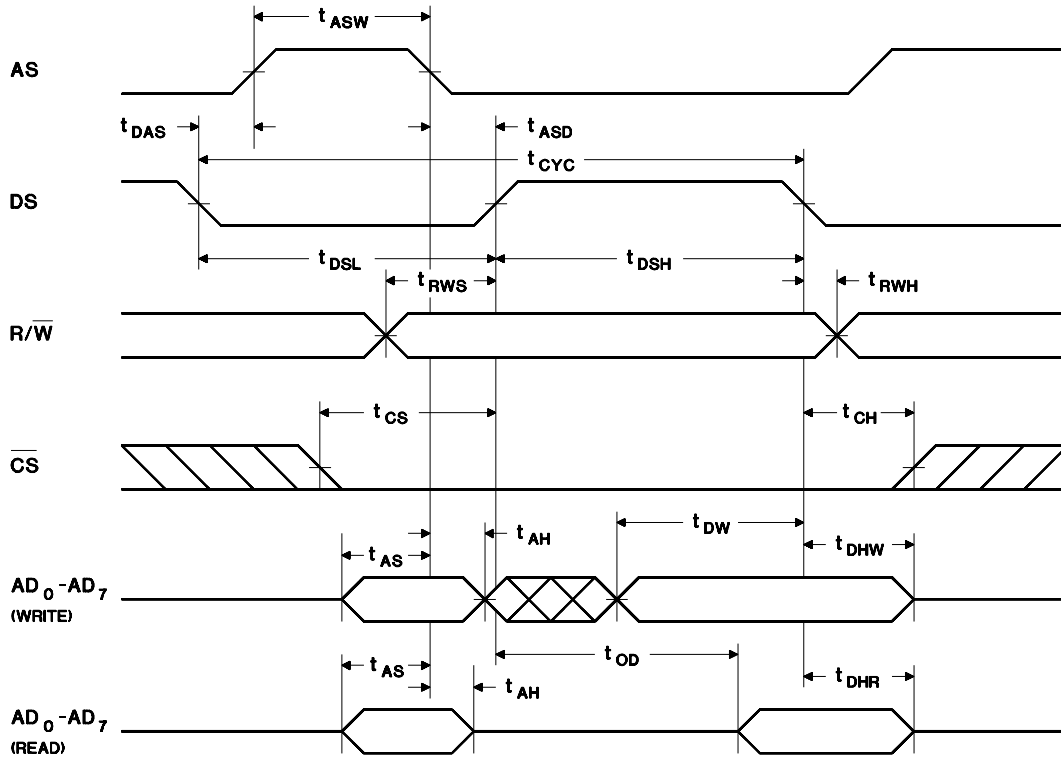 tASW
AS
tDAS tASD
tCYC
DS
tDSL tDSH
tRWS tRWH
R/W̅
tCS tCH
C̅S̅
tDW
tAH
tAS tDHW
AD0-AD7
(WRITE)
tOD
tAS tDHR
tAH
AD0-AD7
(READ)